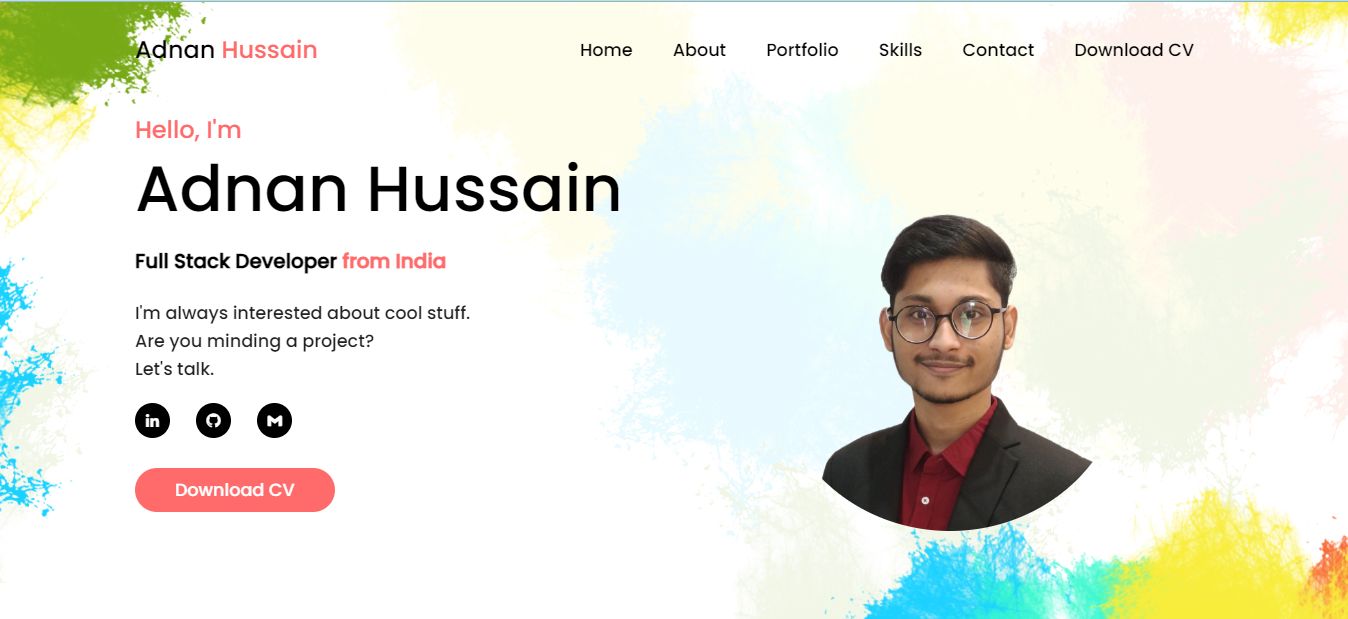 Adnan Hussain
Home About Portfolio Skills Contact Download CV
Hello, I'm
Adnan Hussain
Full Stack Developer from India
I'm always interested about cool stuff.
Are you minding a project?
Let's talk.
in
Download CV